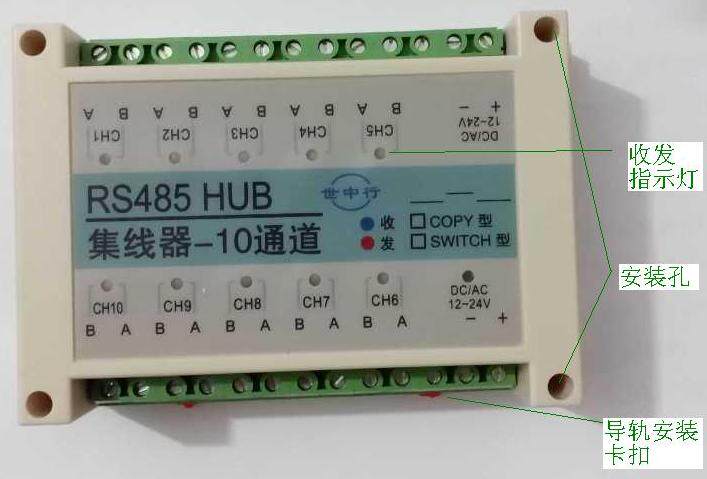 A B A B A B A B A B - +
CH1 CH2 CH3 CH4 CH5 12~24V
DC/AC
RS485 HUB
集线器-10通道
世中行
收 COPY 型
发 SWITCH 型
CH10 CH9 CH8 CH7 CH6 DC/AC
12~24V
B A B A B A B A B A - +
收发
指示灯
安装孔
导轨安装
卡扣